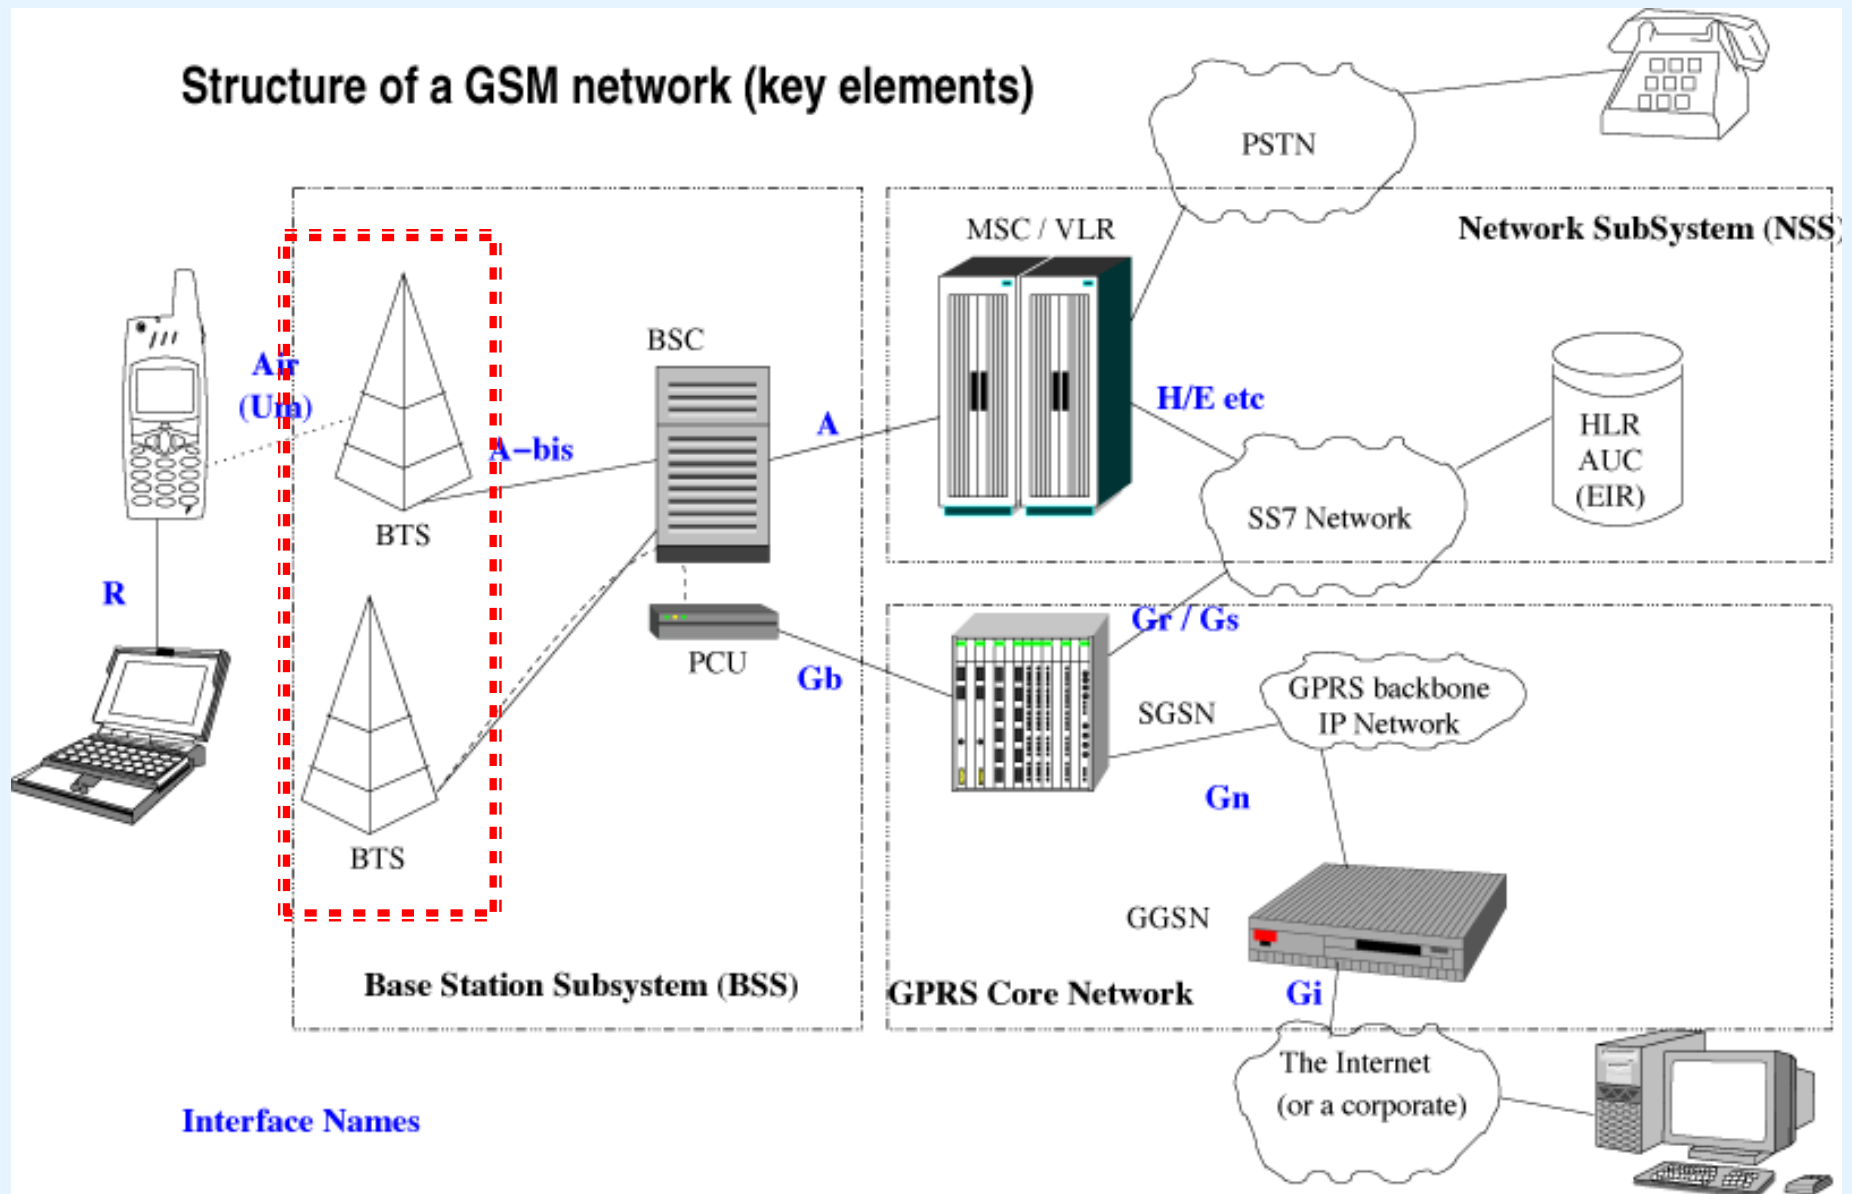 Structure of a GSM network (key elements)
PSTN
MSC / VLR
Network SubSystem (NSS)
BSC
Air
(Um)
A-bis
A
H/E etc
HLR
AUC
(EIR)
BTS
SS7 Network
R
Gr / Gs
PCU
Gb
SGSN
GPRS backbone
IP Network
Gn
BTS
GGSN
Base Station Subsystem (BSS)
GPRS Core Network
Gi
The Internet
(or a corporate)
Interface Names